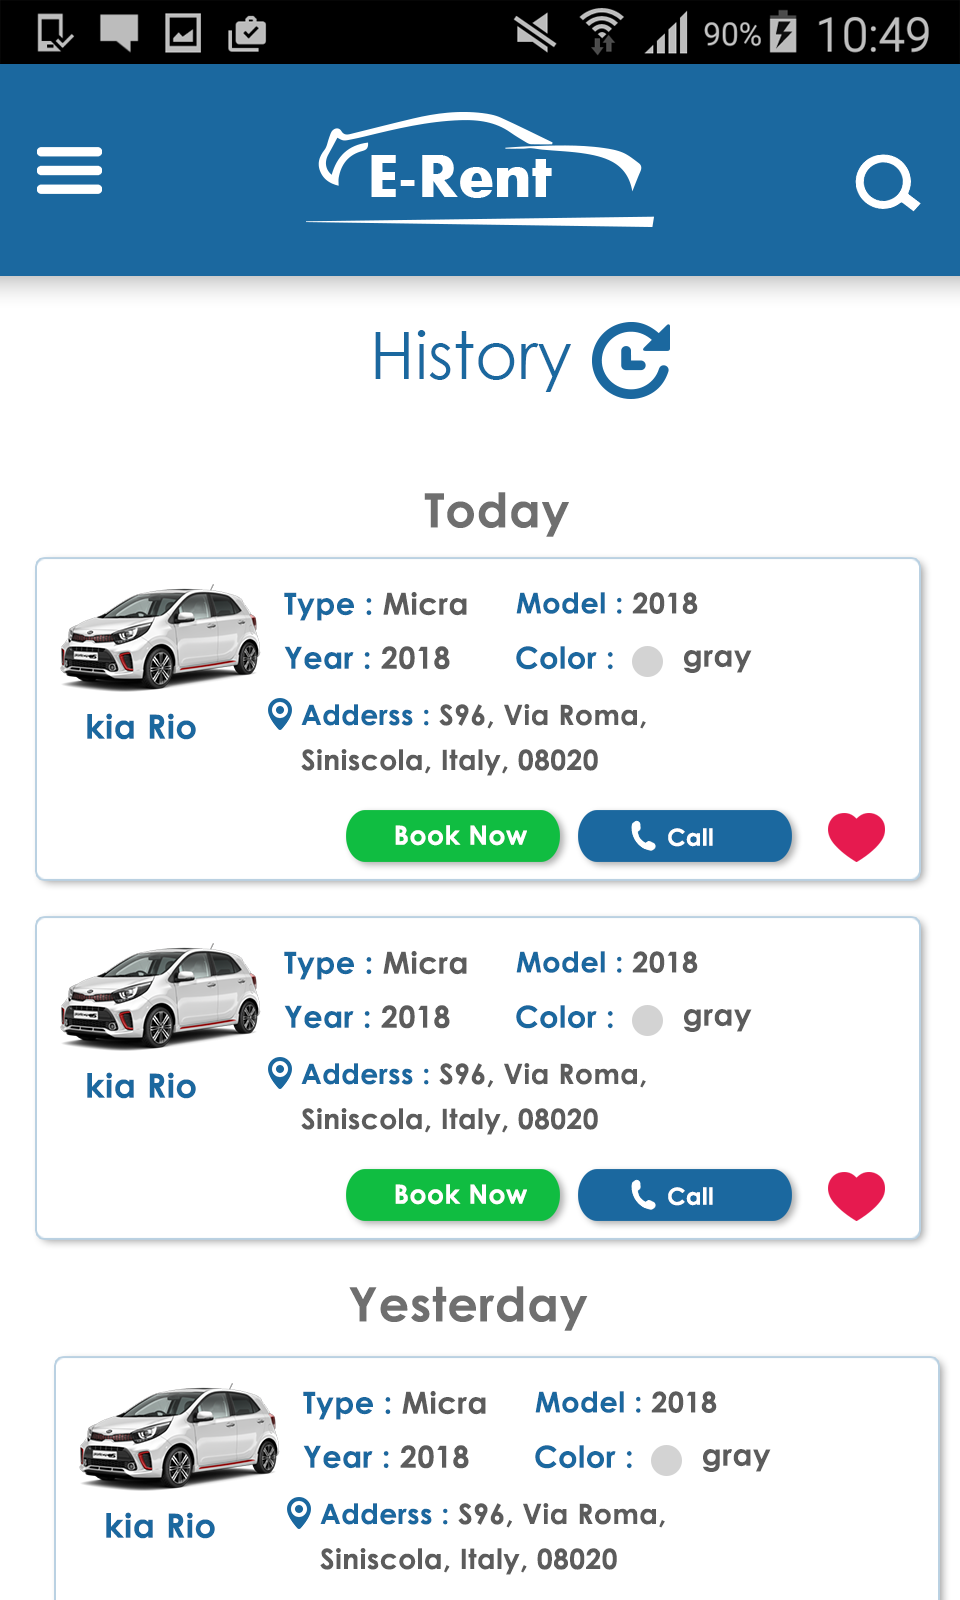 90% 10:49
E-Rent
History
Today
Type : Micra Model : 2018
Year : 2018 Color : gray
kia Rio
Adderss : S96, Via Roma,
Siniscola, Italy, 08020
Book Now Call
Type : Micra Model : 2018
Year : 2018 Color : gray
kia Rio
Adderss : S96, Via Roma,
Siniscola, Italy, 08020
Book Now Call
Yesterday
Type : Micra Model : 2018
Year : 2018 Color : gray
kia Rio
Adderss : S96, Via Roma,
Siniscola, Italy, 08020